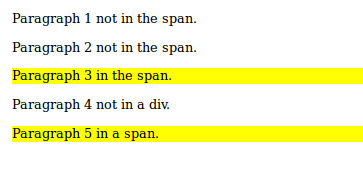 Paragraph 1 not in the span.
Paragraph 2 not in the span.
Paragraph 3 in the span.
Paragraph 4 not in a div.
Paragraph 5 in a span.